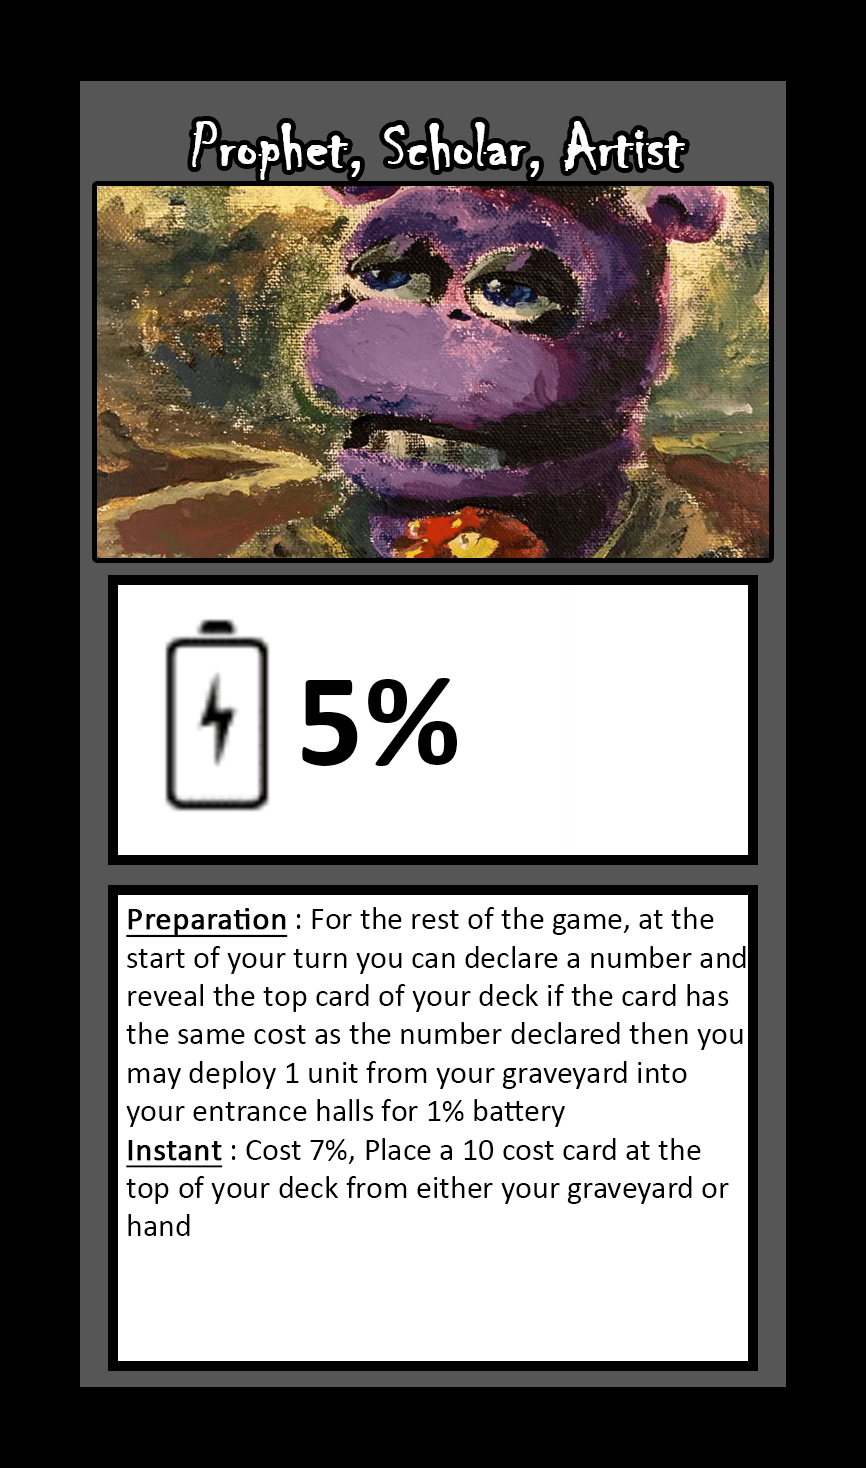 Prophet, Scholar, Artist
5%
Preparation : For the rest of the game, at the
start of your turn you can declare a number and
reveal the top card of your deck if the card has
the same cost as the number declared then you
may deploy 1 unit from your graveyard into
your entrance halls for 1% battery
Instant : Cost 7%, Place a 10 cost card at the
top of your deck from either your graveyard or
hand